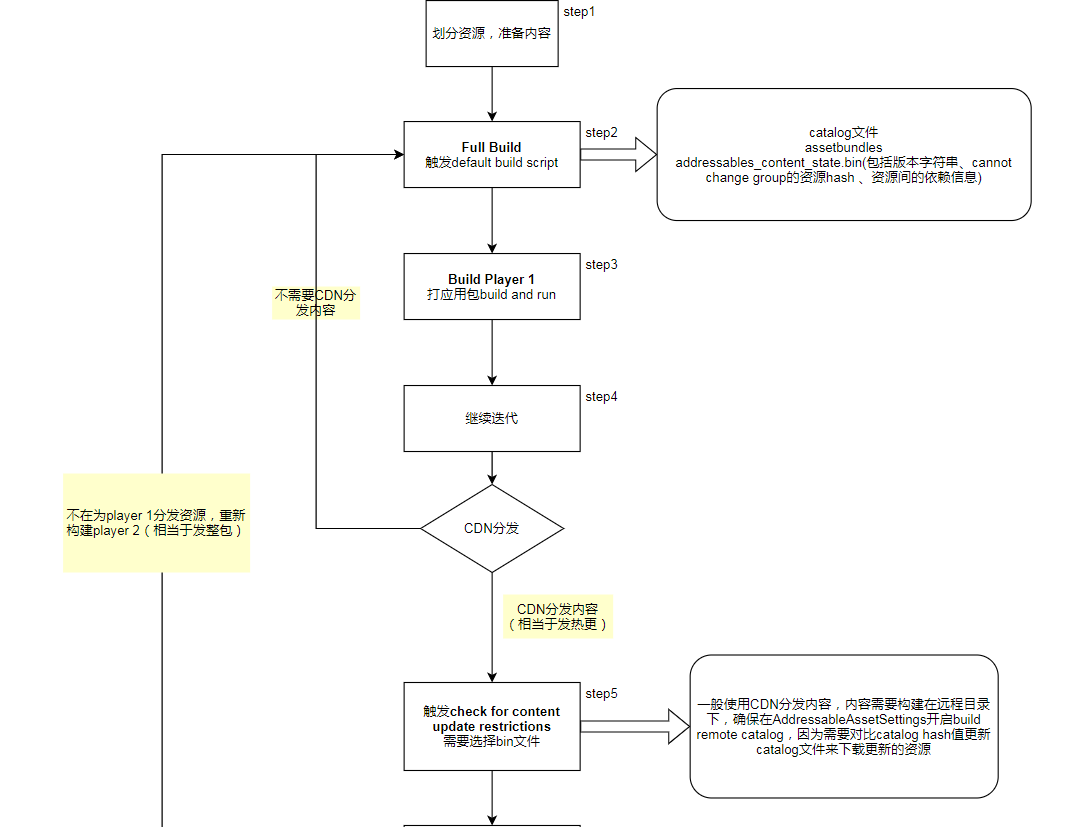 step1
划分资源，准备内容
step2
Full Build
触发default build script
catalog文件
assetbundles
addressables_content_state.bin(包括版本字符串、cannot
change group的资源hash 、资源间的依赖信息)
step3
Build Player 1
打应用包build and run
不需要CDN分
发内容
step4
继续迭代
不在为player 1分发资源，重新
构建player 2（相当于发整包）
CDN分发
CDN分发内容
（相当于发热更）
step5
触发check for content
update restrictions
需要选择bin文件
一般使用CDN分发内容，内容需要构建在远程目录
下，确保在AddressableAssetSettings开启build
remote catalog，因为需要对比catalog hash值更新
catalog文件来下载更新的资源